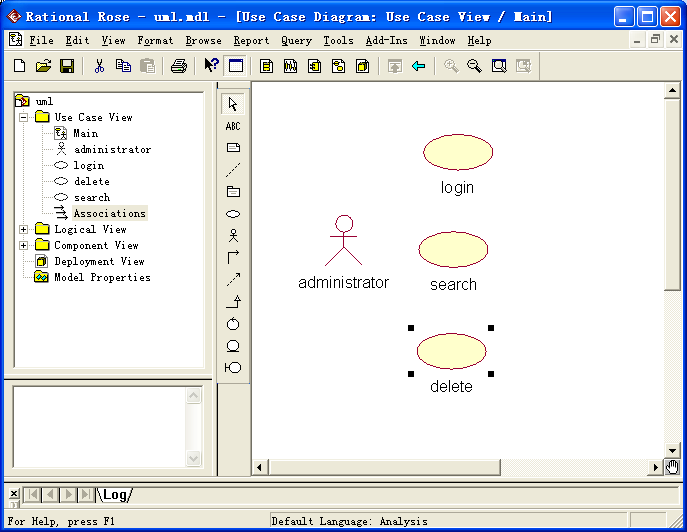 Rational Rose - uml.mdl - [Use Case Diagram: Use Case View / Main]
File Edit View Format Browse Report Query Tools Add-Ins Window Help
uml
Use Case View
Main
administrator
login
delete
search
Associations
Logical View
Component View
Deployment View
Model Properties
ABC
login
administrator
search
delete
Log
For Help, press F1
Default Language: Analysis